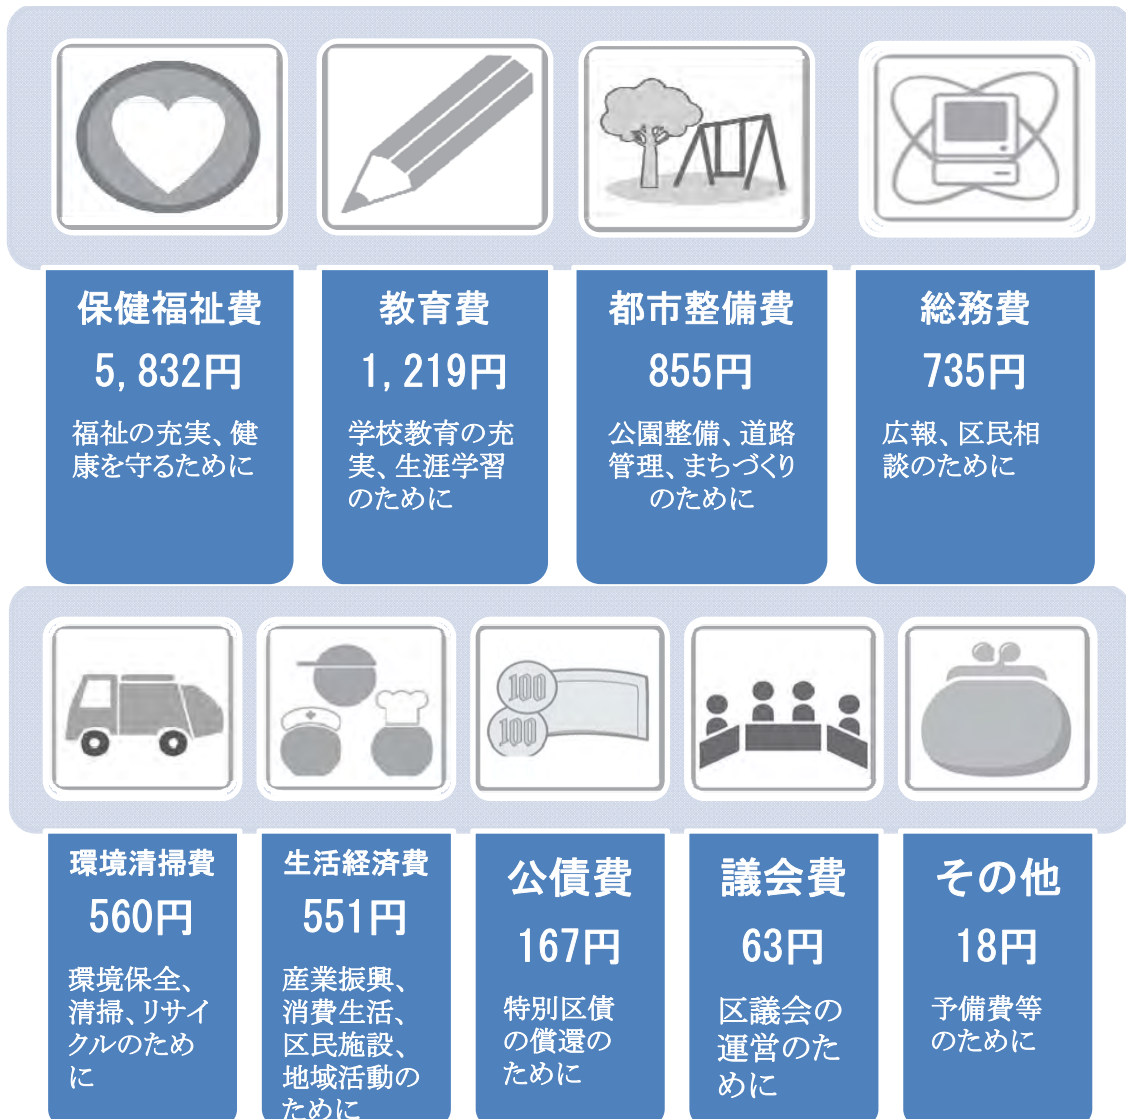 保健福祉費
5,832円
福祉の充実、健
康を守るために
教育費
1,219円
学校教育の充
実、生涯学習
のために
都市整備費
855円
公園整備、道路
管理、まちづくり
のために
総務費
735円
広報、区民相
談のために
100
100
環境清掃費
560円
環境保全、
清掃、リサイ
クルのため
に
生活経済費
551円
産業振興、
消費生活、
区民施設、
地域活動の
ために
公債費
167円
特別区債
の償還の
ために
議会費
63円
区議会の
運営のた
めに
その他
18円
予備費等
のために